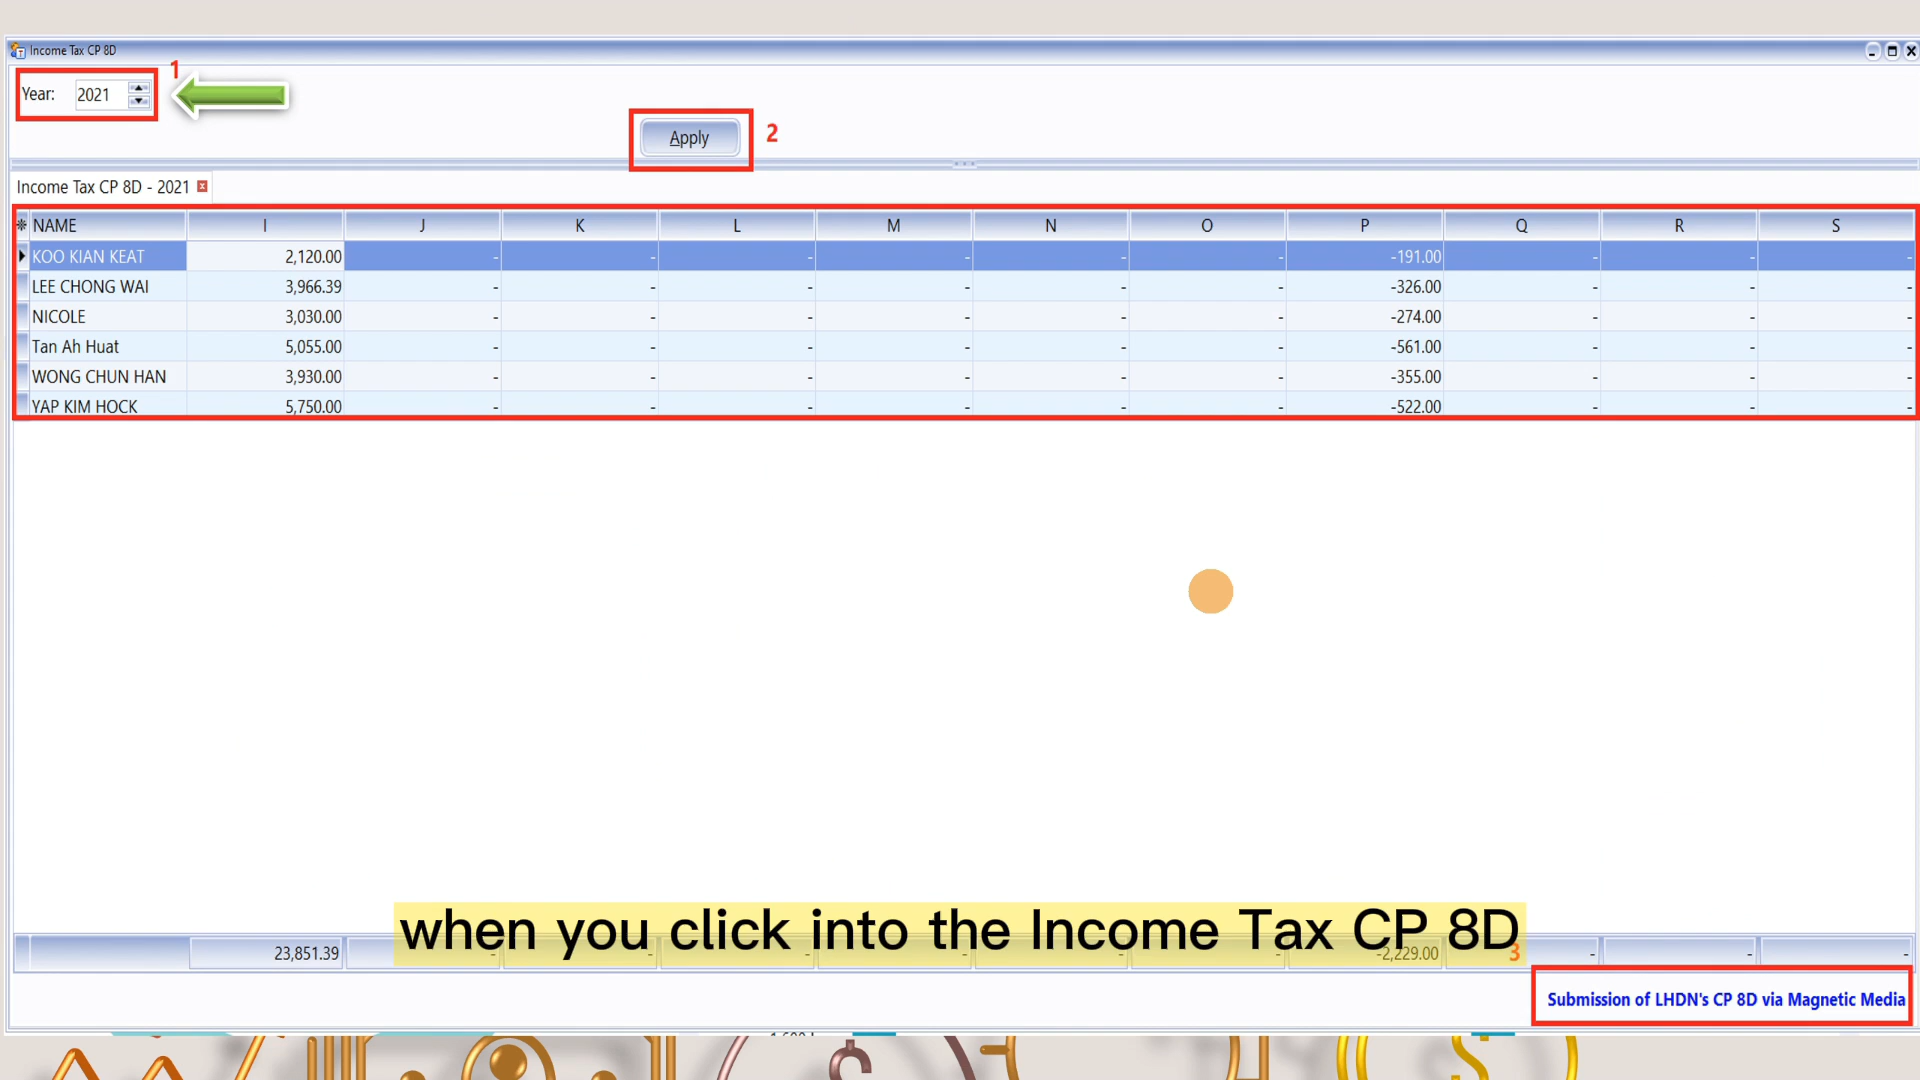 Income Tax CP 8D
1
Year: 2021
Apply 2
Income Tax CP 8D - 2021
NAME I J K L M N O P Q R S
KOO KIAN KEAT 2,120.00 - - - - - - -191.00 - - -
LEE CHONG WAI 3,966.39 - - - - - - -326.00 - - -
NICOLE 3,030.00 - - - - - - -274.00 - - -
Tan Ah Huat 5,055.00 - - - - - - -561.00 - - -
WONG CHUN HAN 3,930.00 - - - - - - -355.00 - - -
YAP KIM HOCK 5,750.00 - - - - - - -522.00 - - -
when you click into the Income Tax CP 8D
23,851.39 - - - - - - -2,229.00 3 - - -
Submission of LHDN's CP 8D via Magnetic Media